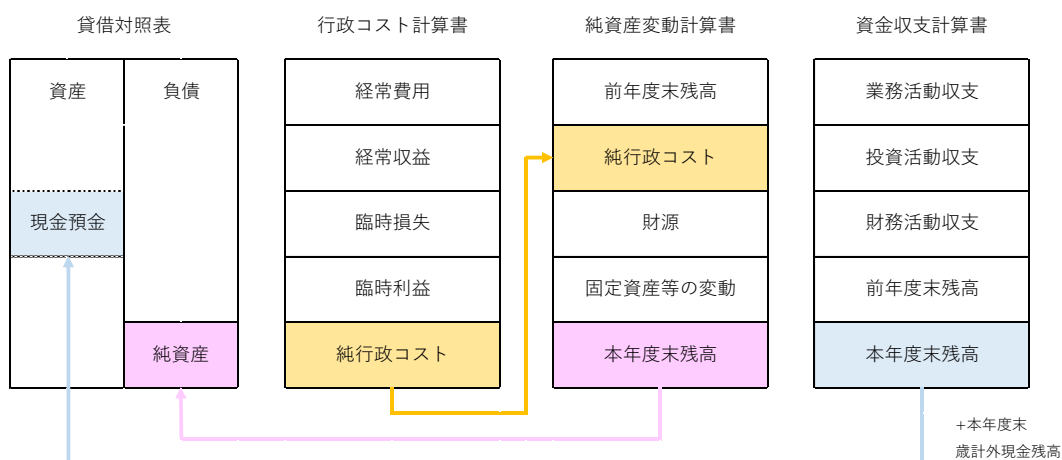 貸借対照表
行政コスト計算書
純資産変動計算書
資金収支計算書
資産
負債
現金預金
純資産
経常費用
経常収益
臨時損失
臨時利益
純行政コスト
前年度末残高
純行政コスト
財源
固定資産等の変動
本年度末残高
業務活動収支
投資活動収支
財務活動収支
前年度末残高
本年度末残高
+本年度末
歳計外現金残高